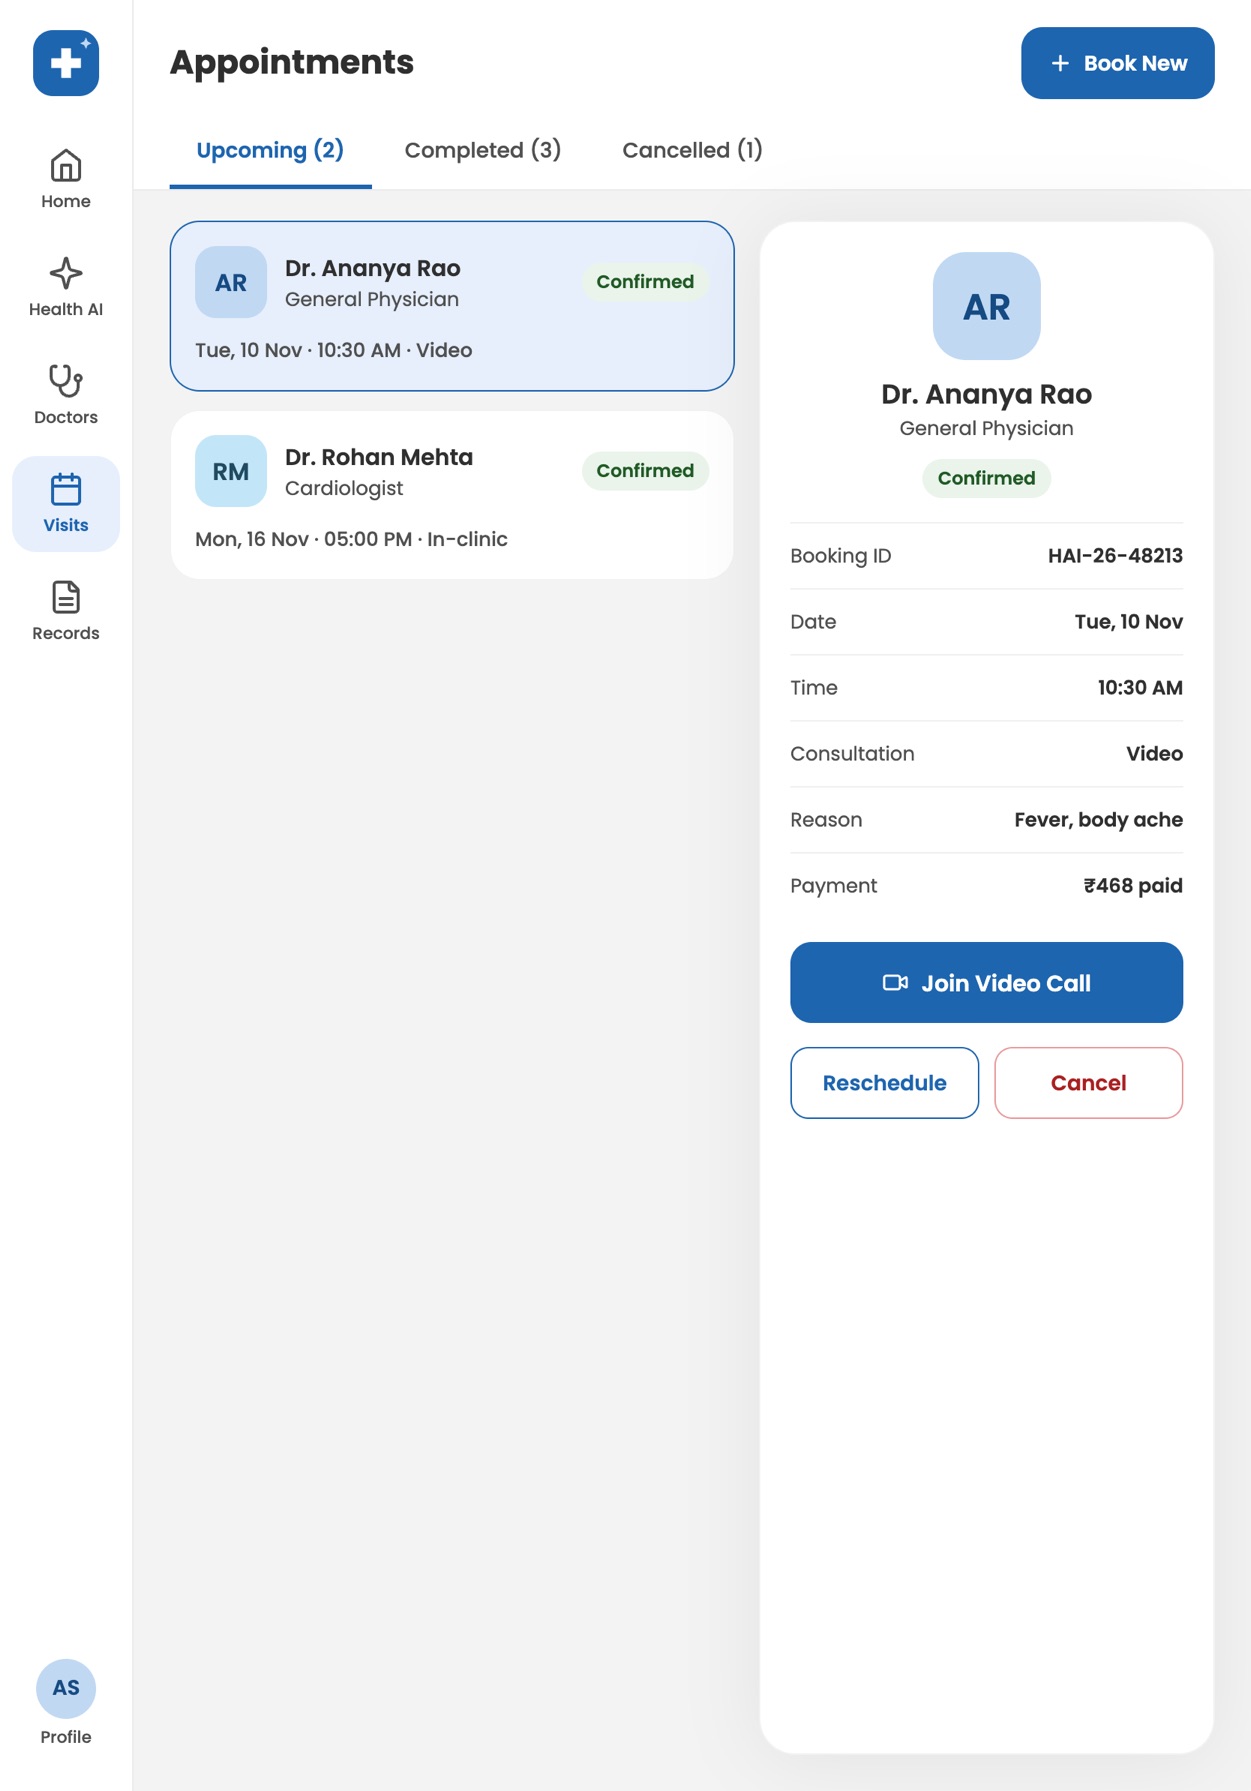 Home
Health AI
Doctors
Visits
Records
AS
Profile
Appointments
Book New
Upcoming (2)
Completed (3)
Cancelled (1)
AR
Dr. Ananya Rao
General Physician
Confirmed
Tue, 10 Nov · 10:30 AM · Video
RM
Dr. Rohan Mehta
Cardiologist
Confirmed
Mon, 16 Nov · 05:00 PM · In-clinic
AR
Dr. Ananya Rao
General Physician
Confirmed
Booking ID HAI-26-48213
Date Tue, 10 Nov
Time 10:30 AM
Consultation Video
Reason Fever, body ache
Payment ₹468 paid
Join Video Call
Reschedule Cancel